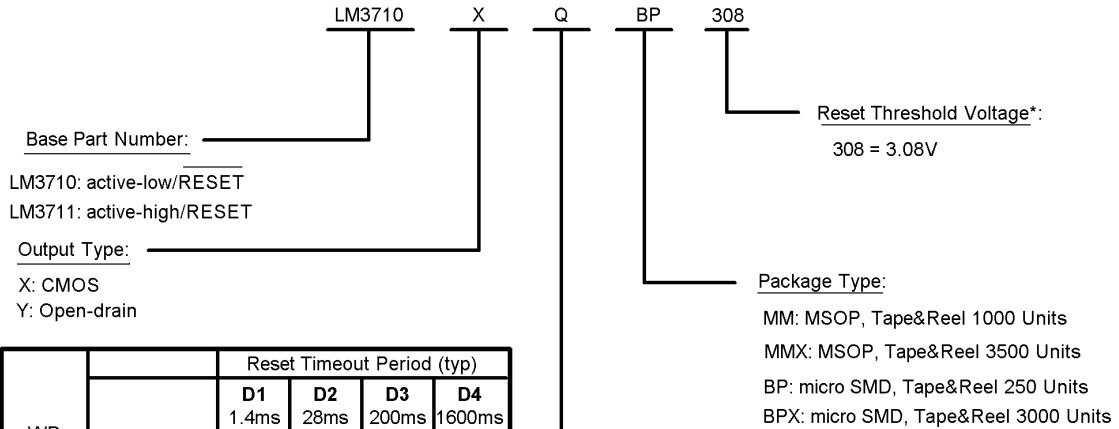 LM3710 X Q BP 308
Reset Threshold Voltage*:
308 = 3.08V
Base Part Number:
LM3710: active-low/RESET
LM3711: active-high/RESET
Output Type:
X: CMOS
Y: Open-drain
Package Type:
MM: MSOP, Tape&Reel 1000 Units
MMX: MSOP, Tape&Reel 3500 Units
BP: micro SMD, Tape&Reel 250 Units
BPX: micro SMD, Tape&Reel 3000 Units
Reset Timeout Period (typ)
D1 D2 D3 D4
1.4ms 28ms 200ms 1600ms